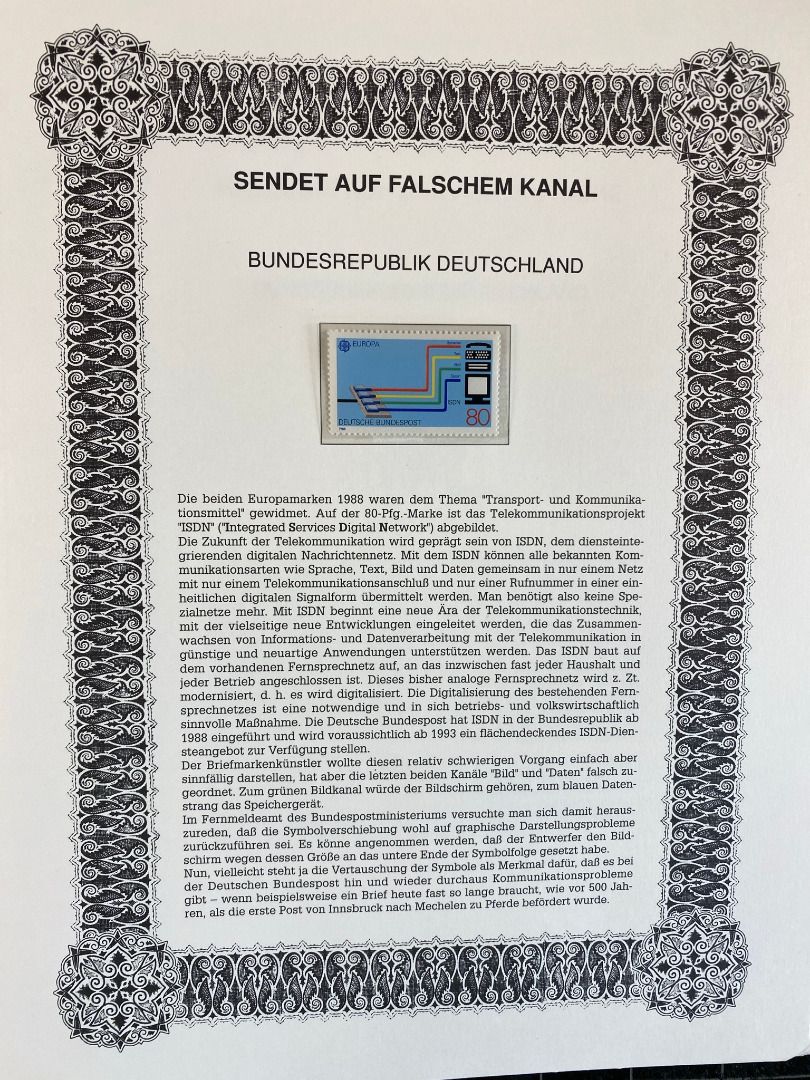 SENDET AUF FALSCHEM KANAL
BUNDESREPUBLIK DEUTSCHLAND
EUROPA
Sprache
Text
Bild
Daten
ISDN
DEUTSCHE BUNDESPOST
80
1988
Die beiden Europamarken 1988 waren dem Thema "Transport- und Kommunika-
tionsmittel" gewidmet. Auf der 80-Pfg.-Marke ist das Telekommunikationsprojekt
"ISDN" ("Integrated Services Digital Network") abgebildet.
Die Zukunft der Telekommunikation wird geprägt sein von ISDN, dem diensteinte-
grierenden digitalen Nachrichtennetz. Mit dem ISDN können alle bekannten Kom-
munikationsarten wie Sprache, Text, Bild und Daten gemeinsam in nur einem Netz
mit nur einem Telekommunikationsanschluß und nur einer Rufnummer in einer ein-
heitlichen digitalen Signalform übermittelt werden. Man benötigt also keine Spe-
zialnetze mehr. Mit ISDN beginnt eine neue Ära der Telekommunikationstechnik,
mit der vielseitige neue Entwicklungen eingeleitet werden, die das Zusammen-
wachsen von Informations- und Datenverarbeitung mit der Telekommunikation in
günstige und neuartige Anwendungen unterstützen werden. Das ISDN baut auf
dem vorhandenen Fernsprechnetz auf, an das inzwischen fast jeder Haushalt und
jeder Betrieb angeschlossen ist. Dieses bisher analoge Fernsprechnetz wird z. Zt.
modernisiert, d. h. es wird digitalisiert. Die Digitalisierung des bestehenden Fern-
sprechnetzes ist eine notwendige und in sich betriebs- und volkswirtschaftlich
sinnvolle Maßnahme. Die Deutsche Bundespost hat ISDN in der Bundesrepublik ab
1988 eingeführt und wird voraussichtlich ab 1993 ein flächendeckendes ISDN-Dien-
steangebot zur Verfügung stellen.
Der Briefmarkenkünstler wollte diesen relativ schwierigen Vorgang einfach aber
sinnfällig darstellen, hat aber die letzten beiden Kanäle "Bild" und "Daten" falsch zu-
geordnet. Zum grünen Bildkanal würde der Bildschirm gehören, zum blauen Daten-
strang das Speichergerät.
Im Fernmeldeamt des Bundespostministeriums versuchte man sich damit heraus-
zureden, daß die Symbolverschiebung wohl auf graphische Darstellungsprobleme
zurückzuführen sei. Es könne angenommen werden, daß der Entwerfer den Bild-
schirm wegen dessen Größe an das untere Ende der Symbolfolge gesetzt habe.
Nun, vielleicht steht ja die Vertauschung der Symbole als Merkmal dafür, daß es bei
der Deutschen Bundespost hin und wieder durchaus Kommunikationsprobleme
gibt – wenn beispielsweise ein Brief heute fast so lange braucht, wie vor 500 Jah-
ren, als die erste Post von Innsbruck nach Mechelen zu Pferde befördert wurde.